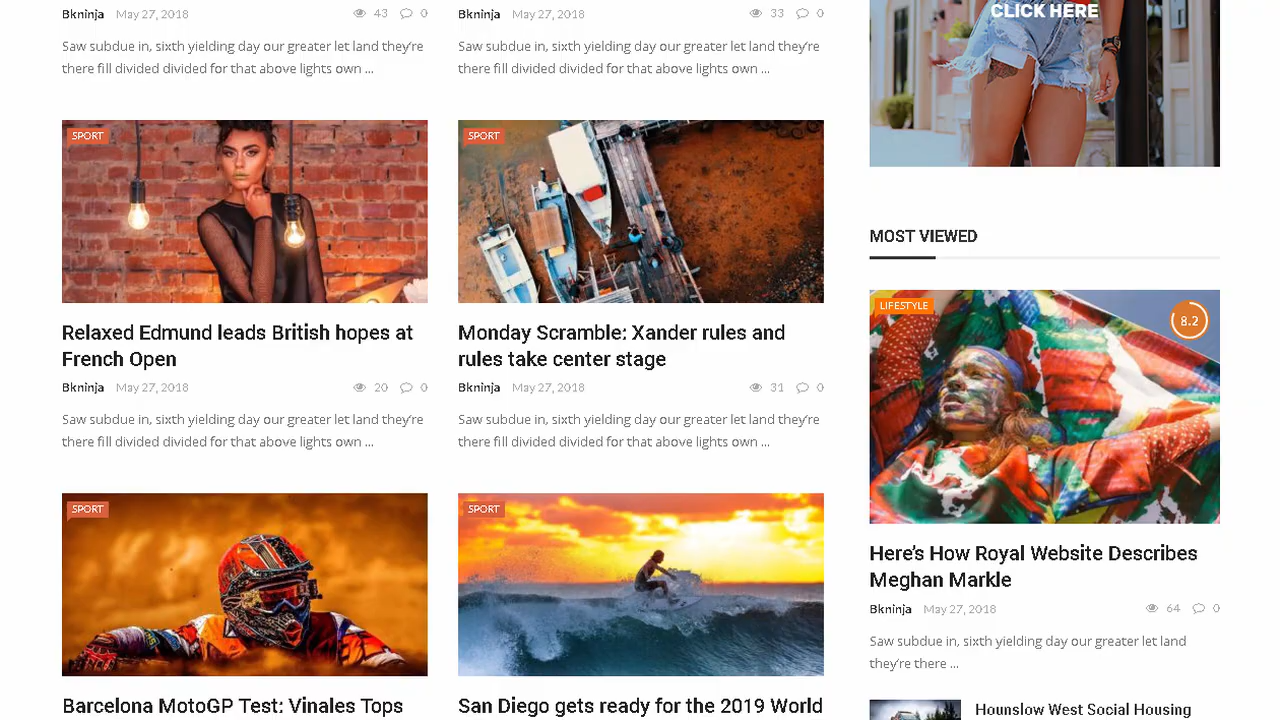 Bkninja May 27, 2018 43 0
Saw subdue in, sixth yielding day our greater let land they're
there fill divided divided for that above lights own ...
Bkninja May 27, 2018 33 0
Saw subdue in, sixth yielding day our greater let land they're
there fill divided divided for that above lights own ...
SPORT
Relaxed Edmund leads British hopes at
French Open
Bkninja May 27, 2018 20 0
Saw subdue in, sixth yielding day our greater let land they're
there fill divided divided for that above lights own ...
SPORT
Monday Scramble: Xander rules and
rules take center stage
Bkninja May 27, 2018 31 0
Saw subdue in, sixth yielding day our greater let land they're
there fill divided divided for that above lights own ...
SPORT
Barcelona MotoGP Test: Vinales Tops
SPORT
San Diego gets ready for the 2019 World
CLICK HERE
MOST VIEWED
LIFESTYLE
8.2
Here's How Royal Website Describes
Meghan Markle
Bkninja May 27, 2018 64 0
Saw subdue in, sixth yielding day our greater let land
they're there ...
Hounslow West Social Housing